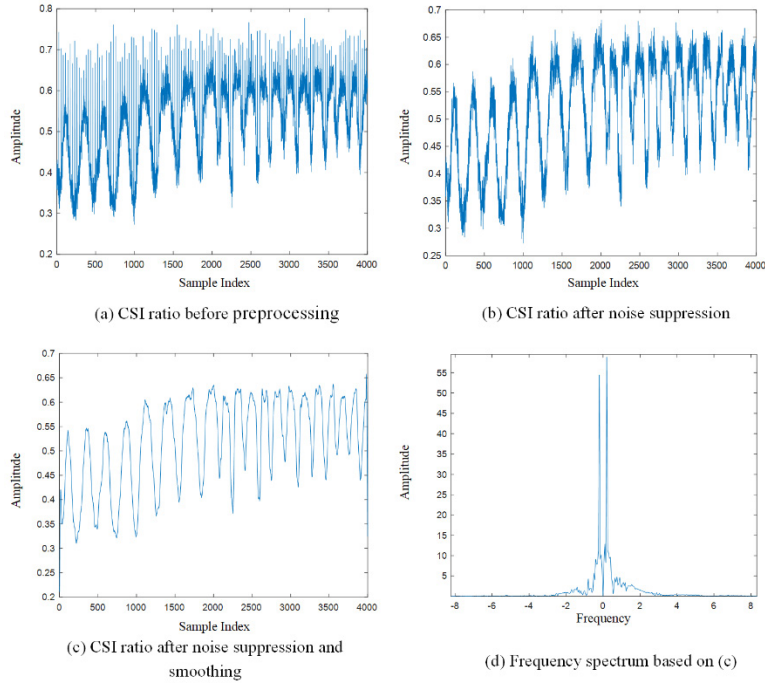 0.8
0.7
0.6
0.5
0.4
0.3
0.2
Amplitude
0 500 1000 1500 2000 2500 3000 3500 4000
Sample Index
(a) CSI ratio before preprocessing
0.7
0.65
0.6
0.55
0.5
0.45
0.4
0.35
0.3
0.25
Amplitude
0 500 1000 1500 2000 2500 3000 3500 4000
Sample Index
(b) CSI ratio after noise suppression
0.7
0.65
0.6
0.55
0.5
0.45
0.4
0.35
0.3
0.25
0.2
Amplitude
0 500 1000 1500 2000 2500 3000 3500 4000
Sample Index
(c) CSI ratio after noise suppression and
smoothing
55
50
45
40
35
30
25
20
15
10
5
Amplitude
-8 -6 -4 -2 0 2 4 6 8
Frequency
(d) Frequency spectrum based on (c)